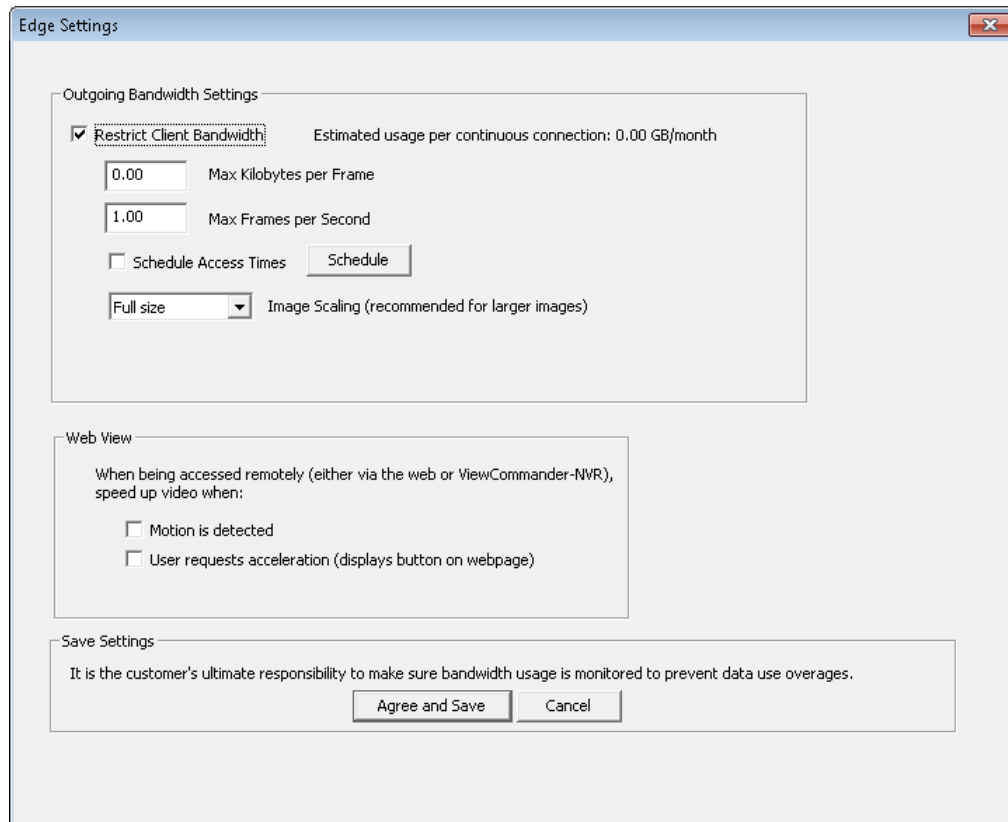 Edge Settings
Outgoing Bandwidth Settings
Restrict Client Bandwidth Estimated usage per continuous connection: 0.00 GB/month
0.00 Max Kilobytes per Frame
1.00 Max Frames per Second
Schedule Access Times Schedule
Full size Image Scaling (recommended for larger images)
Web View
When being accessed remotely (either via the web or ViewCommander-NVR),
speed up video when:
Motion is detected
User requests acceleration (displays button on webpage)
Save Settings
It is the customer's ultimate responsibility to make sure bandwidth usage is monitored to prevent data use overages.
Agree and Save Cancel